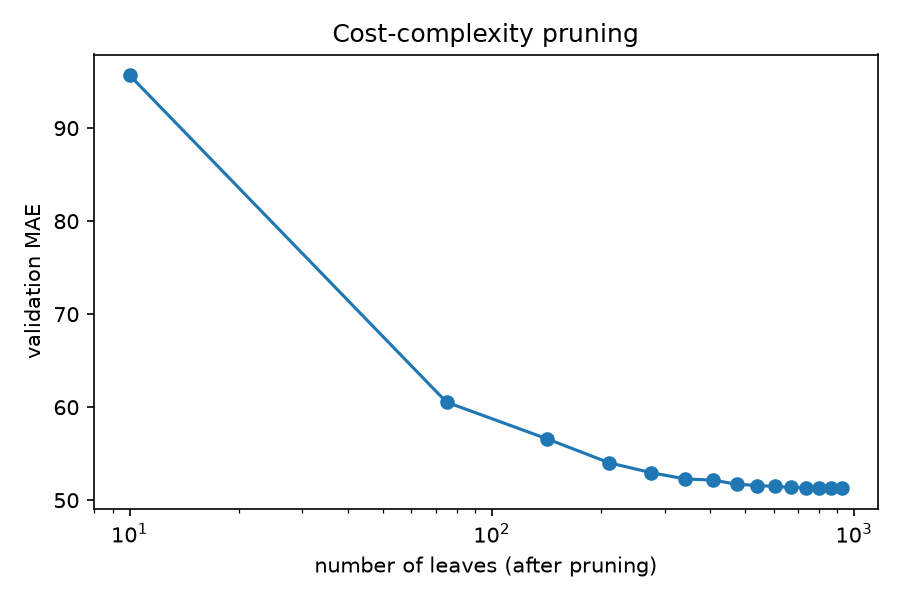 Cost-complexity pruning
validation MAE
90
80
70
60
50
10¹
10²
10³
number of leaves (after pruning)